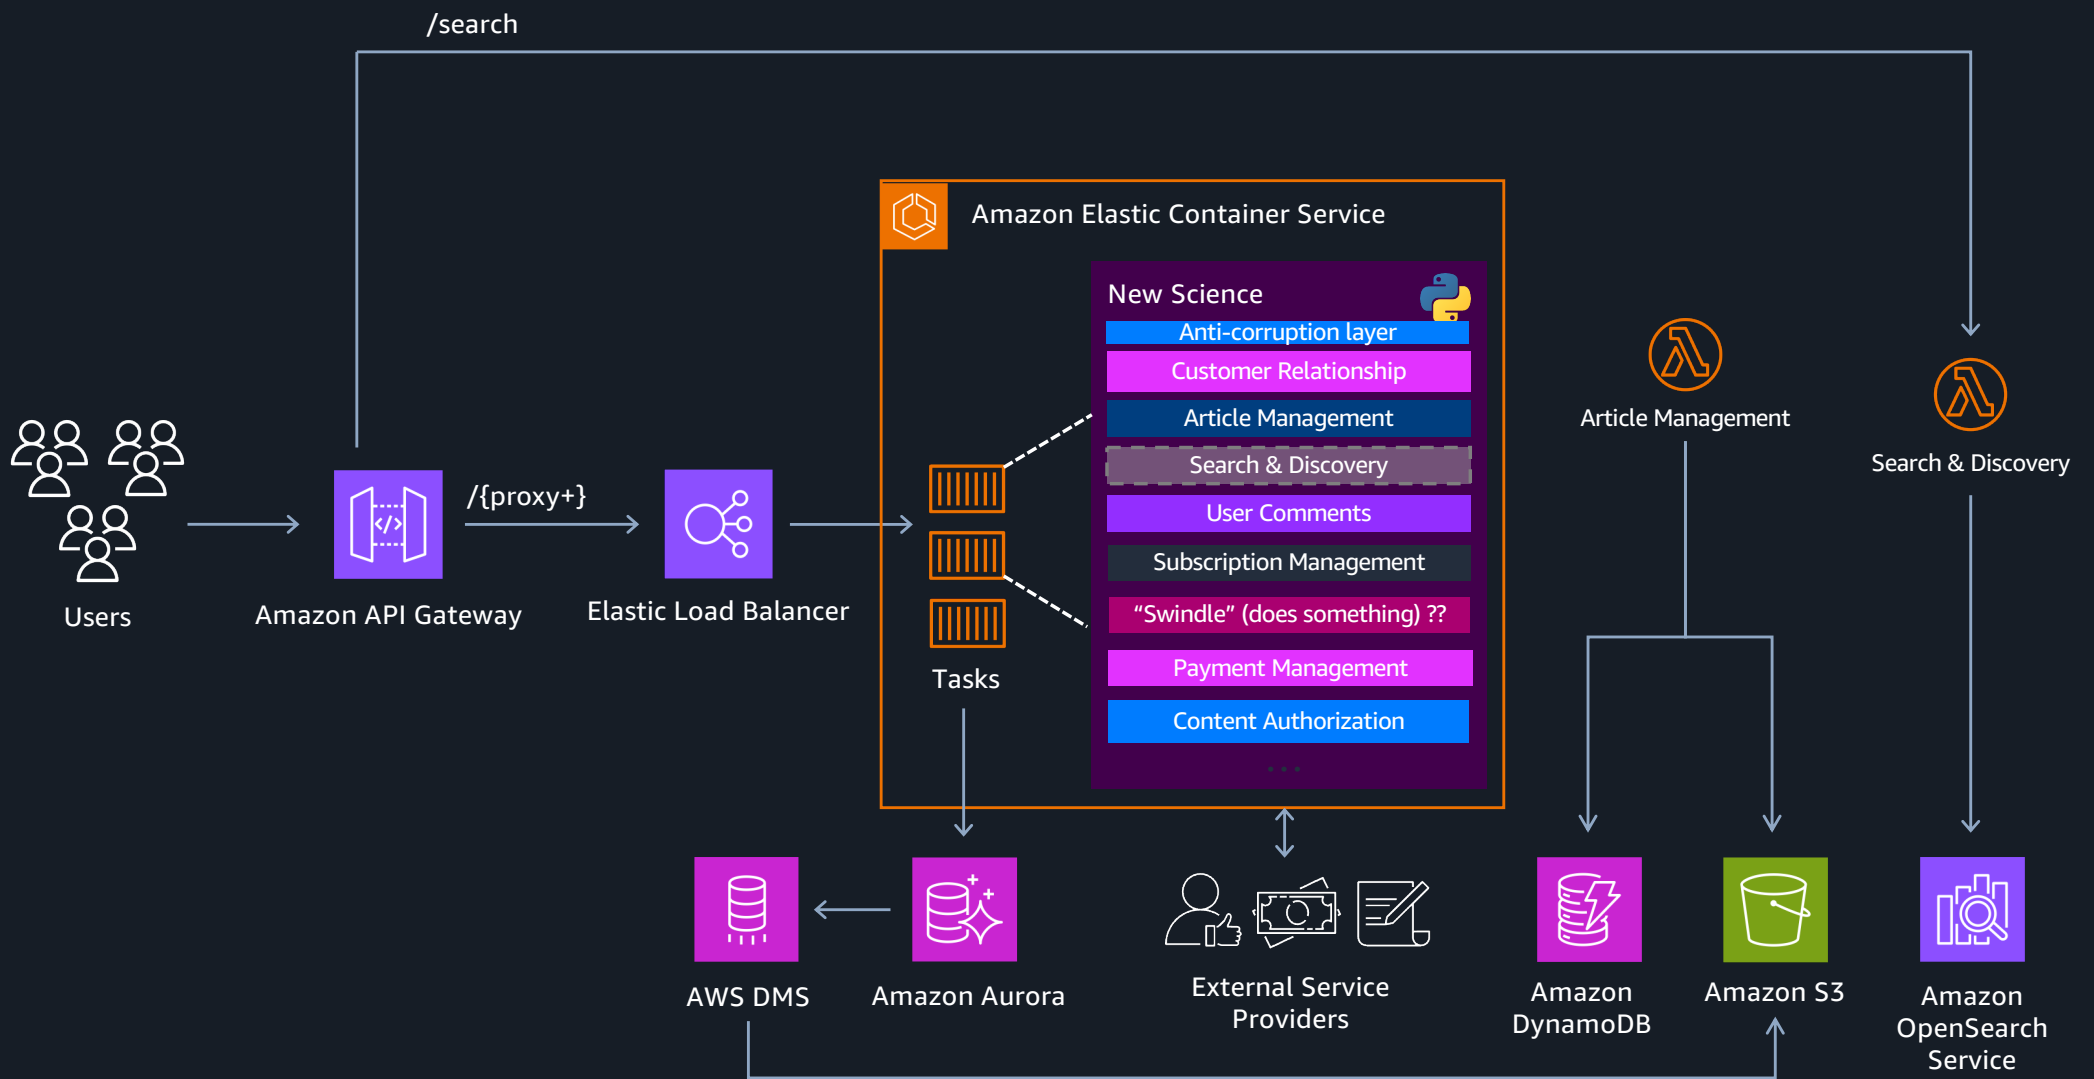 /search
Amazon Elastic Container Service
New Science
Anti-corruption layer
Customer Relationship
Article Management
Search & Discovery
User Comments
Subscription Management
“Swindle” (does something) ??
Payment Management
Content Authorization
...
Article Management
Search & Discovery
/{proxy+}
</>
Users
Amazon API Gateway
Elastic Load Balancer
Tasks
AWS DMS
Amazon Aurora
External Service
Providers
Amazon
DynamoDB
Amazon S3
Amazon
OpenSearch
Service